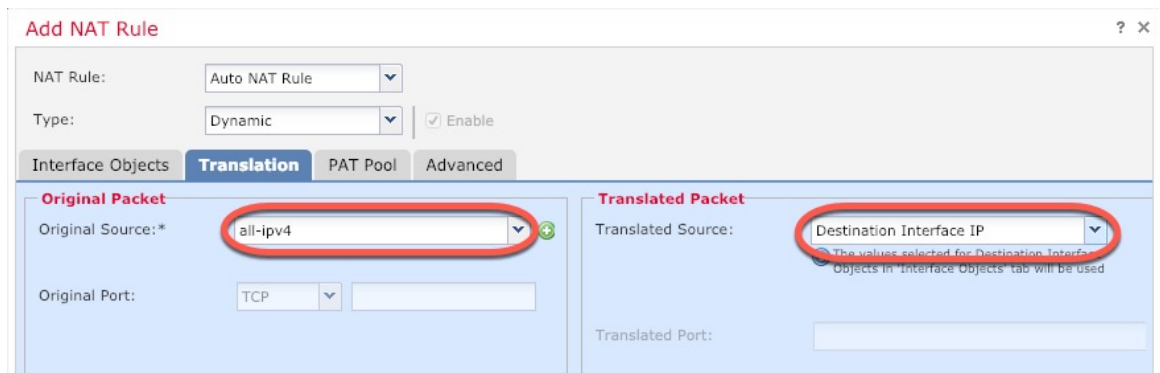 Add NAT Rule
? ×
NAT Rule:
Auto NAT Rule
Type:
Dynamic
Enable
Interface Objects
Translation
PAT Pool
Advanced
Original Packet
Original Source:*
all-ipv4
Original Port:
TCP
Translated Packet
Translated Source:
Destination Interface IP
The values selected for Destination Interface
Objects in 'Interface Objects' tab will be used
Translated Port: